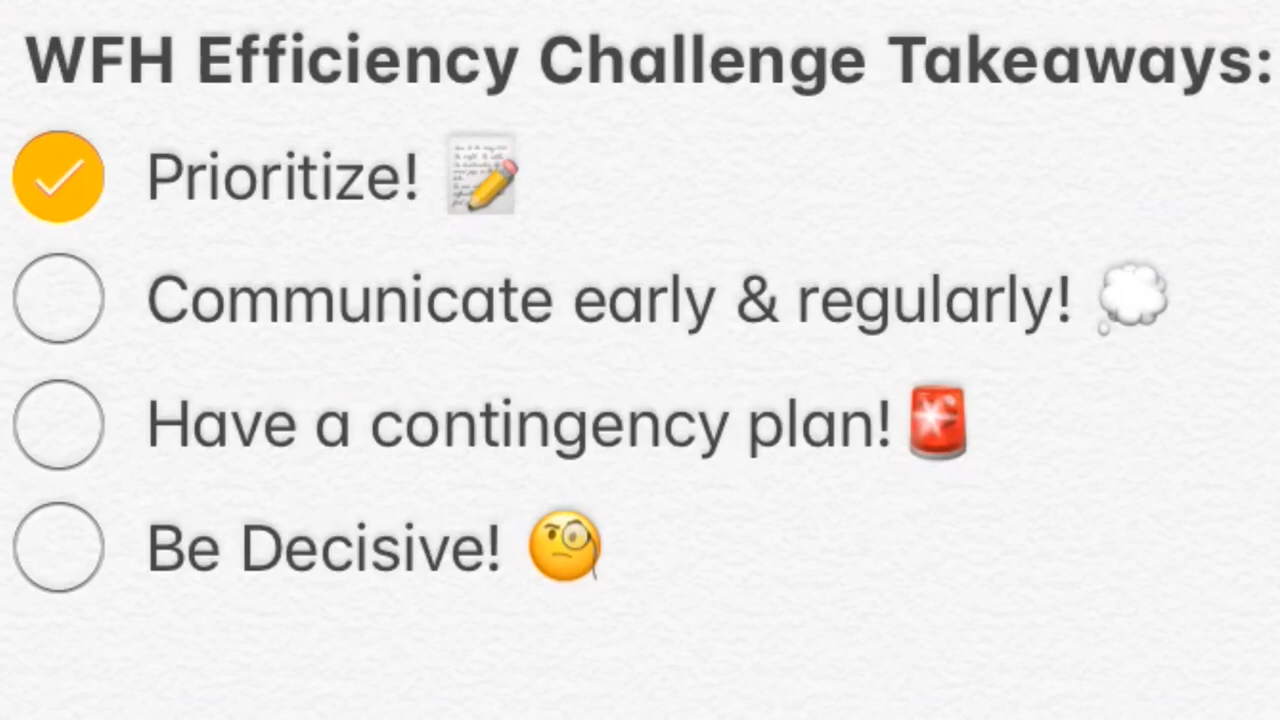 WFH Efficiency Challenge Takeaways:
Prioritize! 📝
Communicate early & regularly! 💭
Have a contingency plan! 🚨
Be Decisive! 🧐